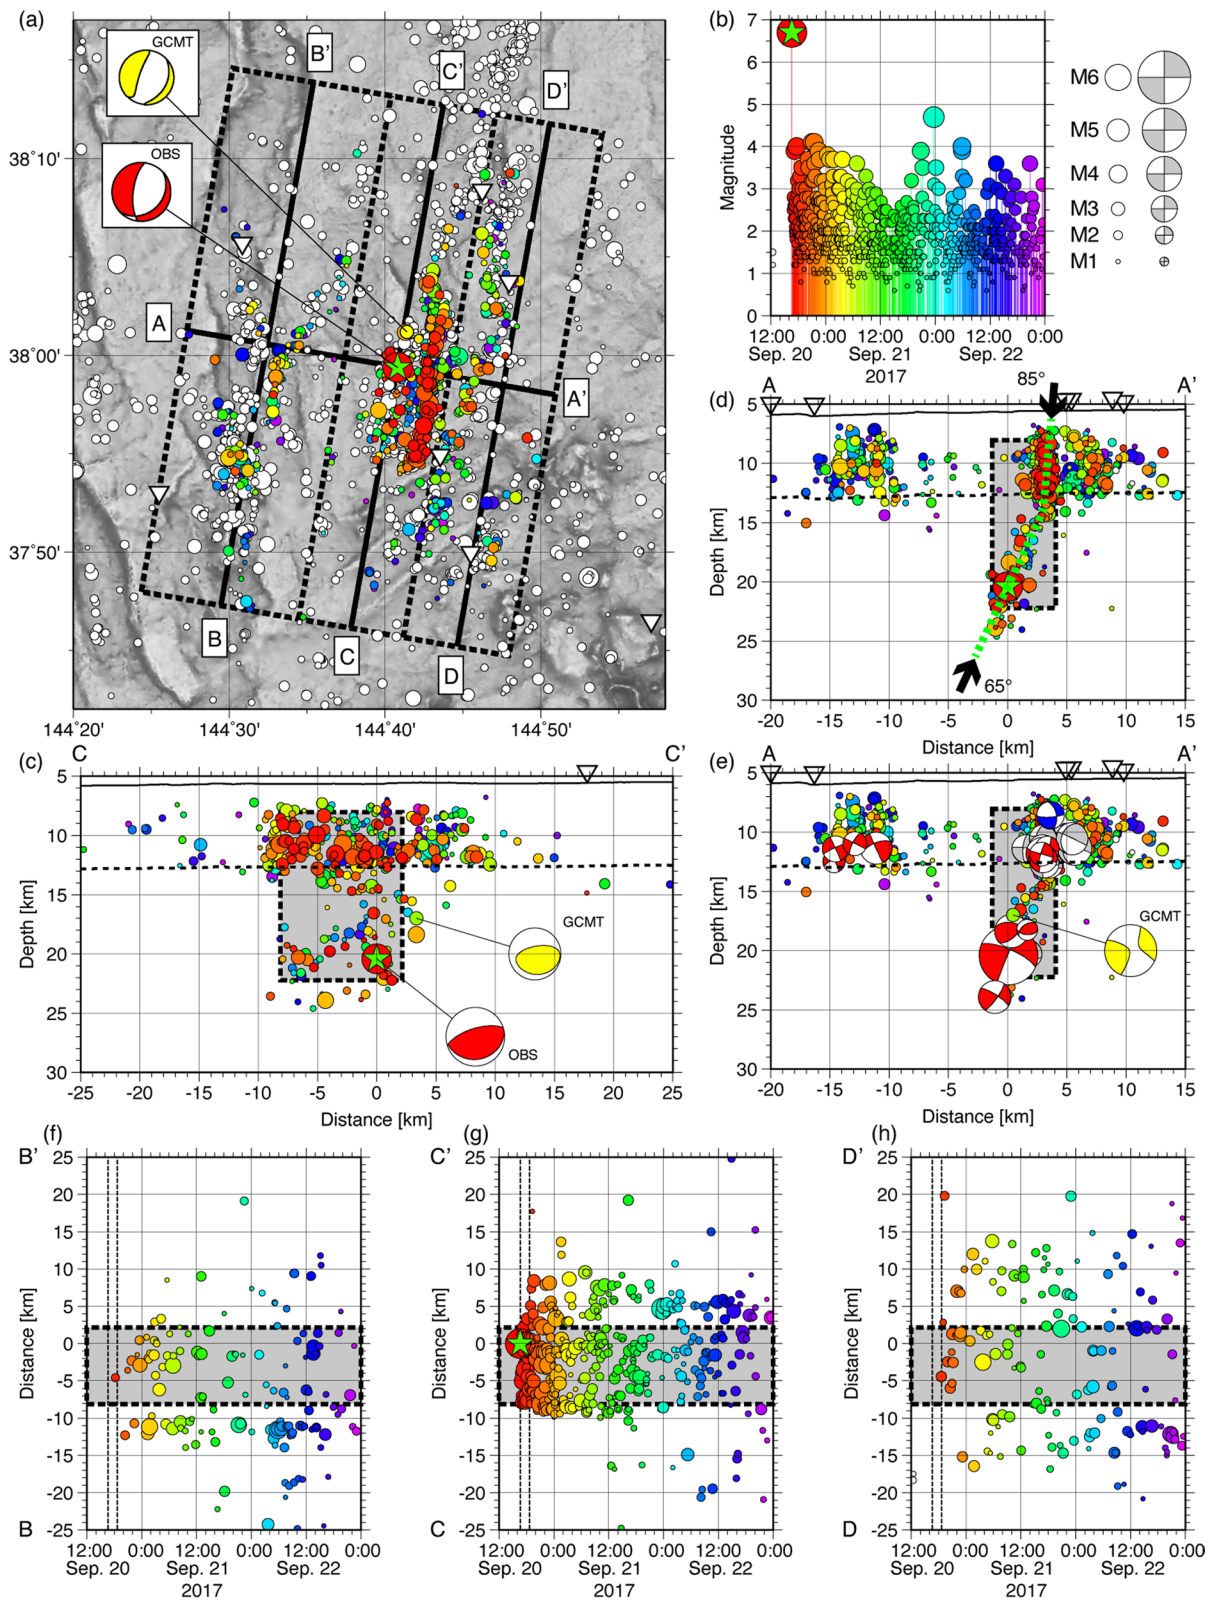 (a)
GCMT
OBS
B'
C'
D'
A
A'
B
C
D
38°10'
38°00'
37°50'
144°20'
144°30'
144°40'
144°50'
(b)
Magnitude
7
6
5
4
3
2
1
0
12:00 0:00 12:00 0:00 12:00 0:00
Sep. 20 Sep. 21 Sep. 22
2017
M6
M5
M4
M3
M2
M1
(d)
A A'
85°
65°
Depth [km]
5
10
15
20
25
30
-20 -15 -10 -5 0 5 10 15
Distance [km]
(c)
C C'
Depth [km]
5
10
15
20
25
30
GCMT
OBS
-25 -20 -15 -10 -5 0 5 10 15 20 25
Distance [km]
(e)
A A'
Depth [km]
5
10
15
20
25
30
GCMT
-20 -15 -10 -5 0 5 10 15
Distance [km]
(f)
B'
Distance [km]
25
20
15
10
5
0
-5
-10
-15
-20
-25
B
12:00 0:00 12:00 0:00 12:00 0:00
Sep. 20 Sep. 21 Sep. 22
2017
(g)
C'
Distance [km]
25
20
15
10
5
0
-5
-10
-15
-20
-25
C
12:00 0:00 12:00 0:00 12:00 0:00
Sep. 20 Sep. 21 Sep. 22
2017
(h)
D'
Distance [km]
25
20
15
10
5
0
-5
-10
-15
-20
-25
D
12:00 0:00 12:00 0:00 12:00 0:00
Sep. 20 Sep. 21 Sep. 22
2017